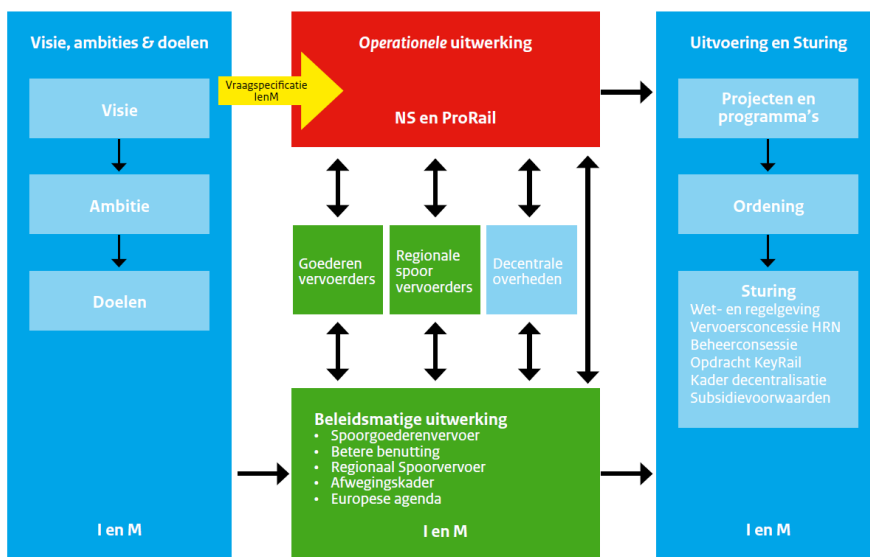 Visie, ambities & doelen
Visie
Ambitie
Doelen
I en M
Vraagspecificatie
IenM
Operationele uitwerking
NS en ProRail
Goederen
vervoerders
Regionale
spoor
vervoerders
Decentrale
overheden
Beleidsmatige uitwerking
• Spoorgoederenvervoer
• Betere benutting
• Regionaal Spoorvervoer
• Afwegingskader
• Europese agenda
I en M
Uitvoering en Sturing
Projecten en
programma's
Ordening
Sturing
Wet- en regelgeving
Vervoersconcessie HRN
Beheerconsessie
Opdracht KeyRail
Kader decentralisatie
Subsidievoorwaarden
I en M